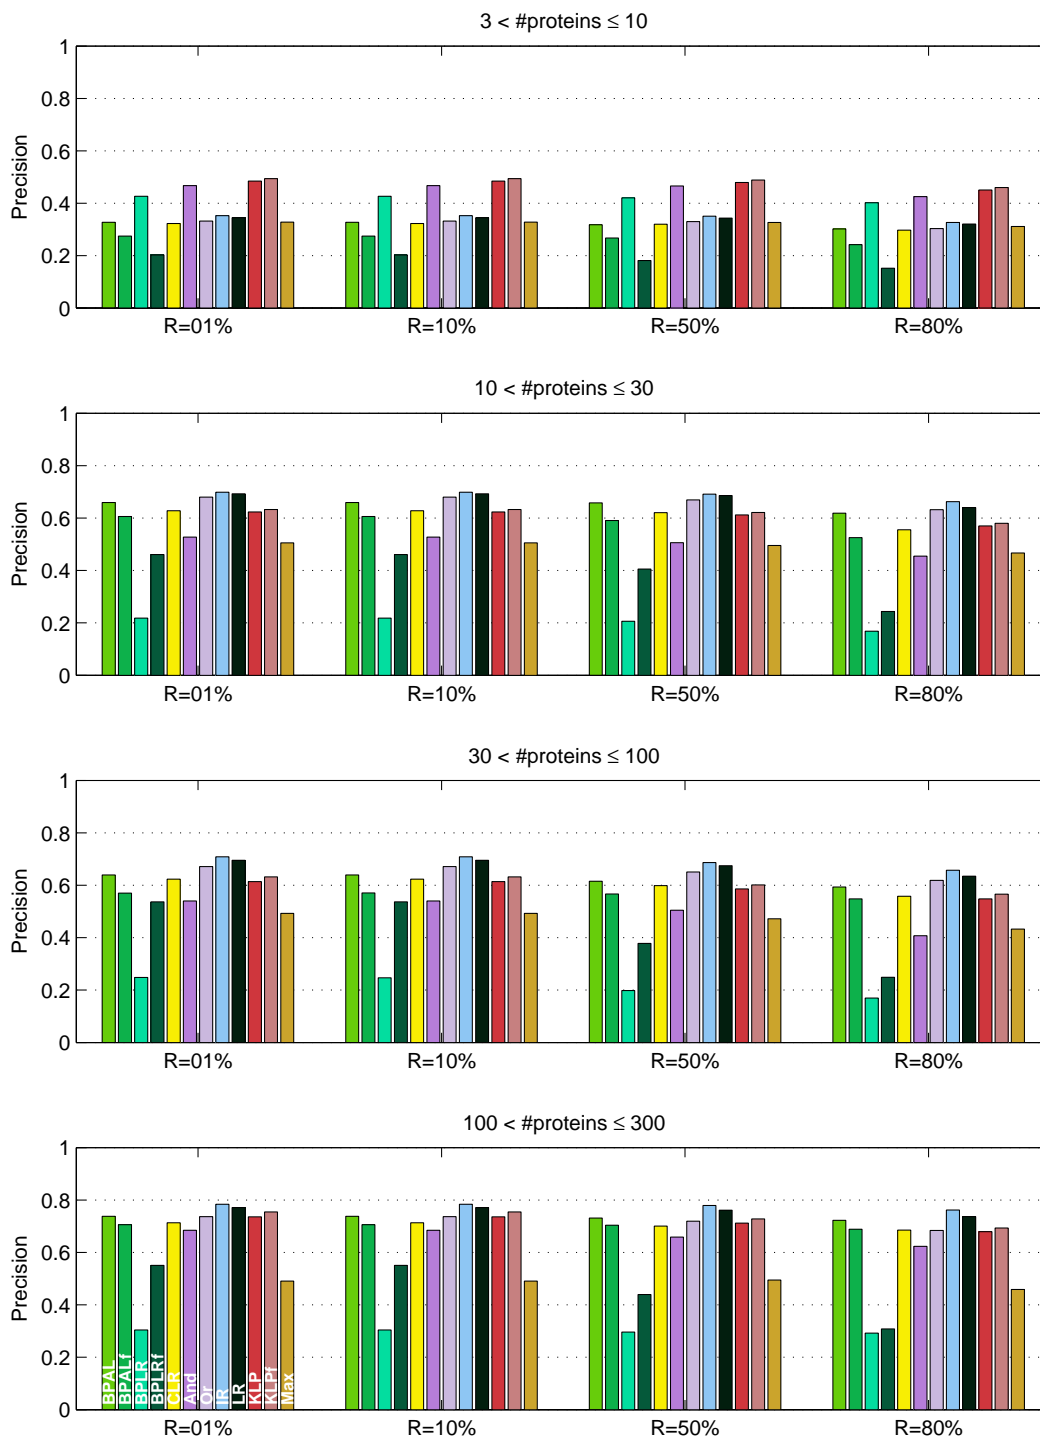 3 < #proteins ≤ 10
1
0.8
0.6
0.4
0.2
0
Precision
R=01% R=10% R=50% R=80%
10 < #proteins ≤ 30
1
0.8
0.6
0.4
0.2
0
Precision
R=01% R=10% R=50% R=80%
30 < #proteins ≤ 100
1
0.8
0.6
0.4
0.2
0
Precision
R=01% R=10% R=50% R=80%
100 < #proteins ≤ 300
1
0.8
0.6
0.4
0.2
0
Precision
BPAL
BPALf
BPLR
BPLRf
CLR
And
Or
IR
LR
KLP
KLPf
Max
R=01% R=10% R=50% R=80%